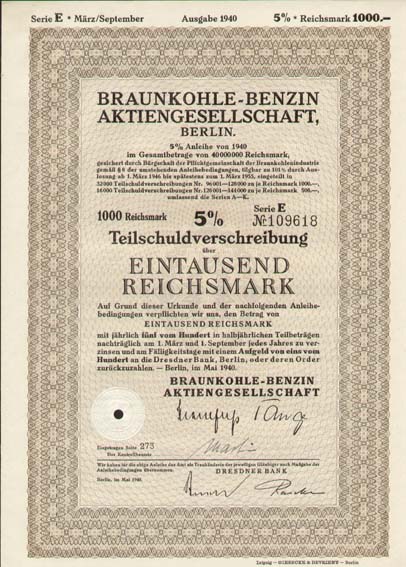 Serie E * März/September Ausgabe 1940 5% * Reichsmark 1000.—
BRAUNKOHLE-BENZIN
AKTIENGESELLSCHAFT,
BERLIN.
5% Anleihe von 1940
im Gesamtbetrage von 40000000 Reichsmark,
gesichert durch Bürgschaft der Pflichtgemeinschaft der Braunkohlenindustrie
gemäß § 6 der umstehenden Anleihebedingungen, tilgbar zu 101% durch Aus-
losung ab 1. März 1946 bis spätestens zum 1. März 1955, eingeteilt in
32000 Teilschuldverschreibungen Nr. 96001—128000 zu je Reichsmark 1000.—,
16000 Teilschuldverschreibungen Nr. 128001—144000 zu je Reichsmark 500.—,
umfassend die Serien A—K.
1000 Reichsmark 5% Serie E
№ 109618
Teilschuldverschreibung
über
EINTAUSEND
REICHSMARK
Auf Grund dieser Urkunde und der nachfolgenden Anleihe-
bedingungen verpflichten wir uns, den Betrag von
EINTAUSEND REICHSMARK
mit jährlich fünf vom Hundert in halbjährlichen Teilbeträgen
nachträglich am 1. März und 1. September jedes Jahres zu ver-
zinsen und am Fälligkeitstage mit einem Aufgeld von eins vom
Hundert an die Dresdner Bank, Berlin, oder deren Order
zurückzuzahlen. — Berlin, im Mai 1940.
BRAUNKOHLE-BENZIN
AKTIENGESELLSCHAFT
Eingetragen Seite 273
Der Kontrollbeamte
Wir haben für die obige Anleihe das Amt als Treuhänderin der jeweiligen Gläubiger nach Maßgabe der
Anleihebedingungen übernommen.
DRESDNER BANK
Berlin, im Mai 1940.
Leipzig — GIESECKE & DEVRIENT — Berlin